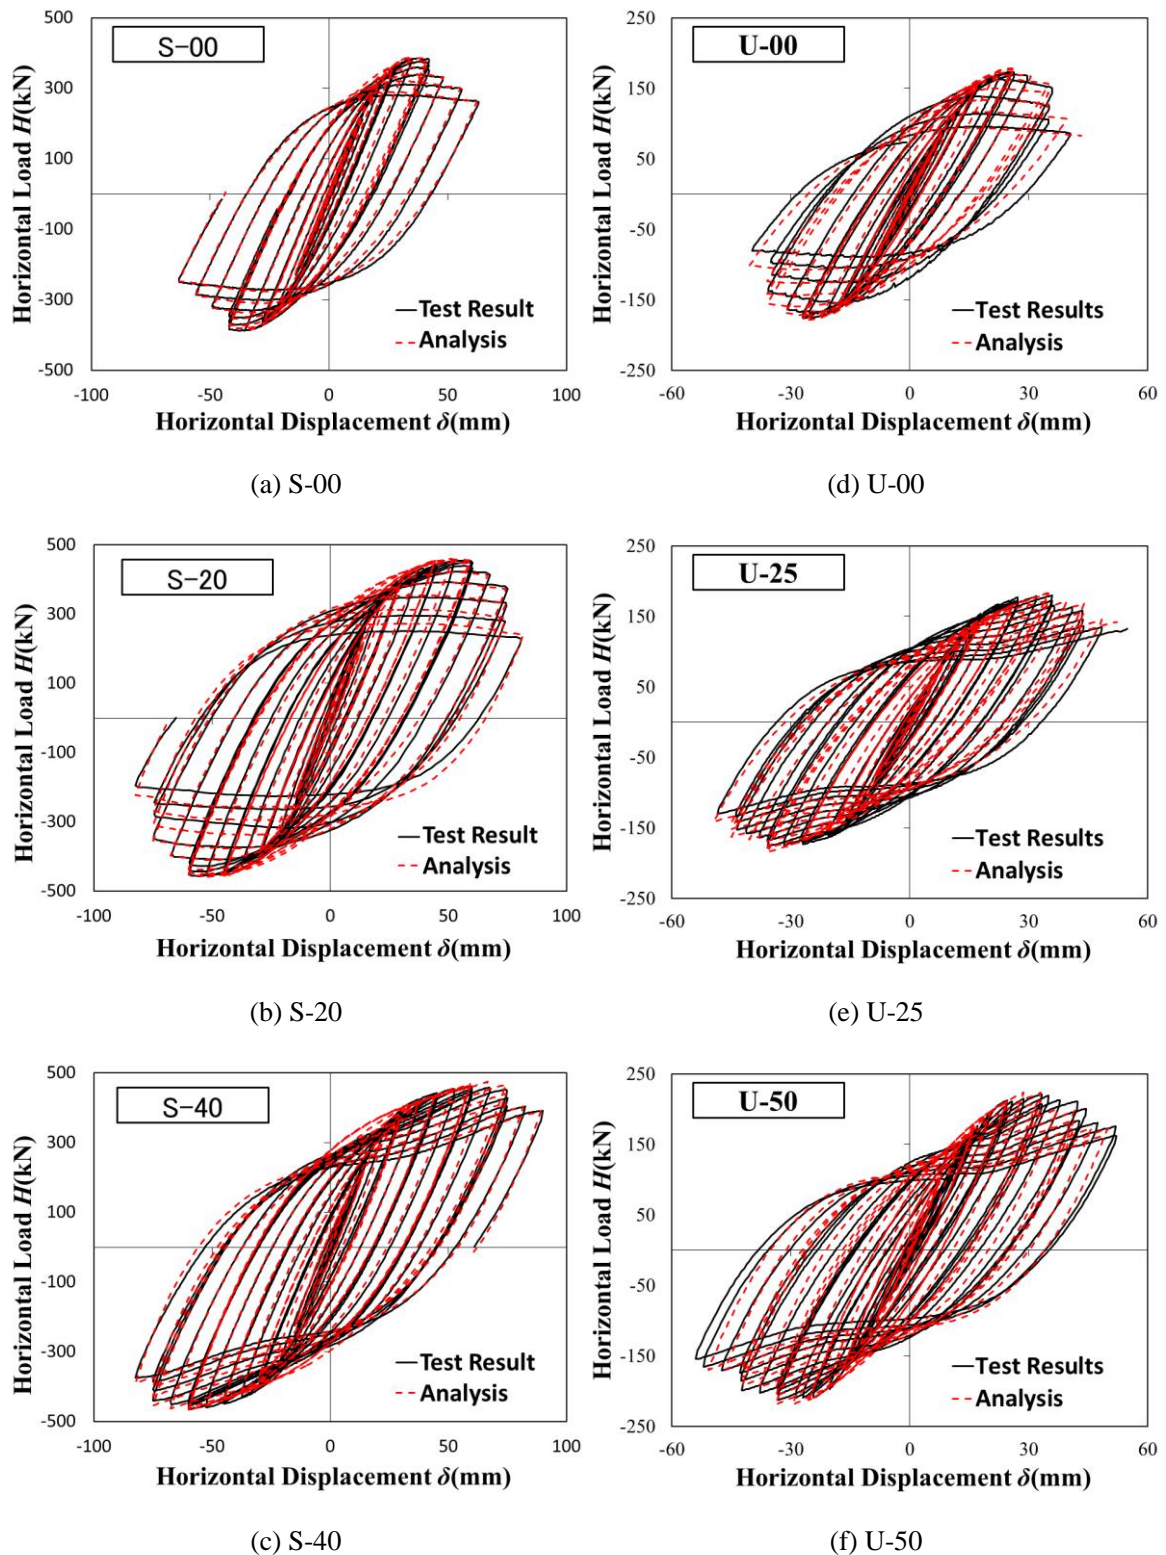 S-00
500
300
100
-100
-300
-500
Horizontal Load H(kN)
Test Result
Analysis
-100 -50 0 50 100
Horizontal Displacement δ(mm)
(a) S-00
U-00
250
150
50
-50
-150
-250
Horizontal Load H(kN)
Test Results
Analysis
-60 -30 0 30 60
Horizontal Displacement δ(mm)
(d) U-00
S-20
500
300
100
-100
-300
-500
Horizontal Load H(kN)
Test Result
Analysis
-100 -50 0 50 100
Horizontal Displacement δ(mm)
(b) S-20
U-25
250
150
50
-50
-150
-250
Horizontal Load H(kN)
Test Results
Analysis
-60 -30 0 30 60
Horizontal Displacement δ(mm)
(e) U-25
S-40
500
300
100
-100
-300
-500
Horizontal Load H(kN)
Test Result
Analysis
-100 -50 0 50 100
Horizontal Displacement δ(mm)
(c) S-40
U-50
250
150
50
-50
-150
-250
Horizontal Load H(kN)
Test Results
Analysis
-60 -30 0 30 60
Horizontal Displacement δ(mm)
(f) U-50